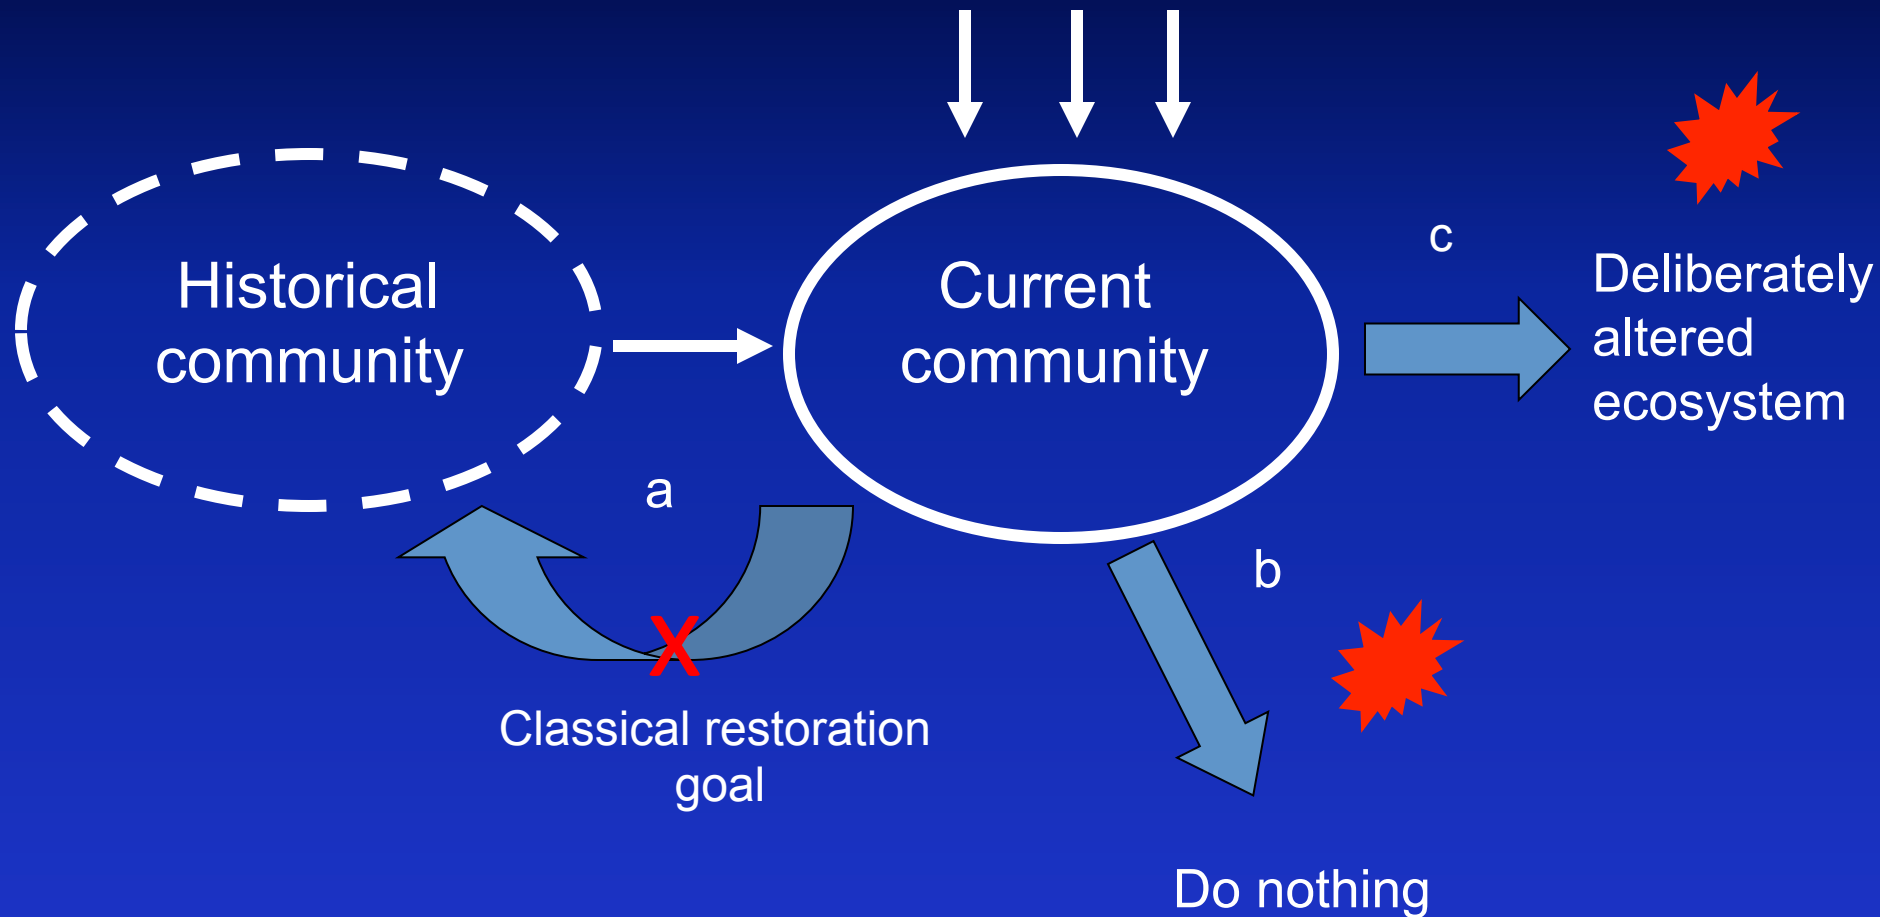 Historical
community
Current
community
c
Deliberately
altered
ecosystem
a
X
Classical restoration
goal
b
Do nothing